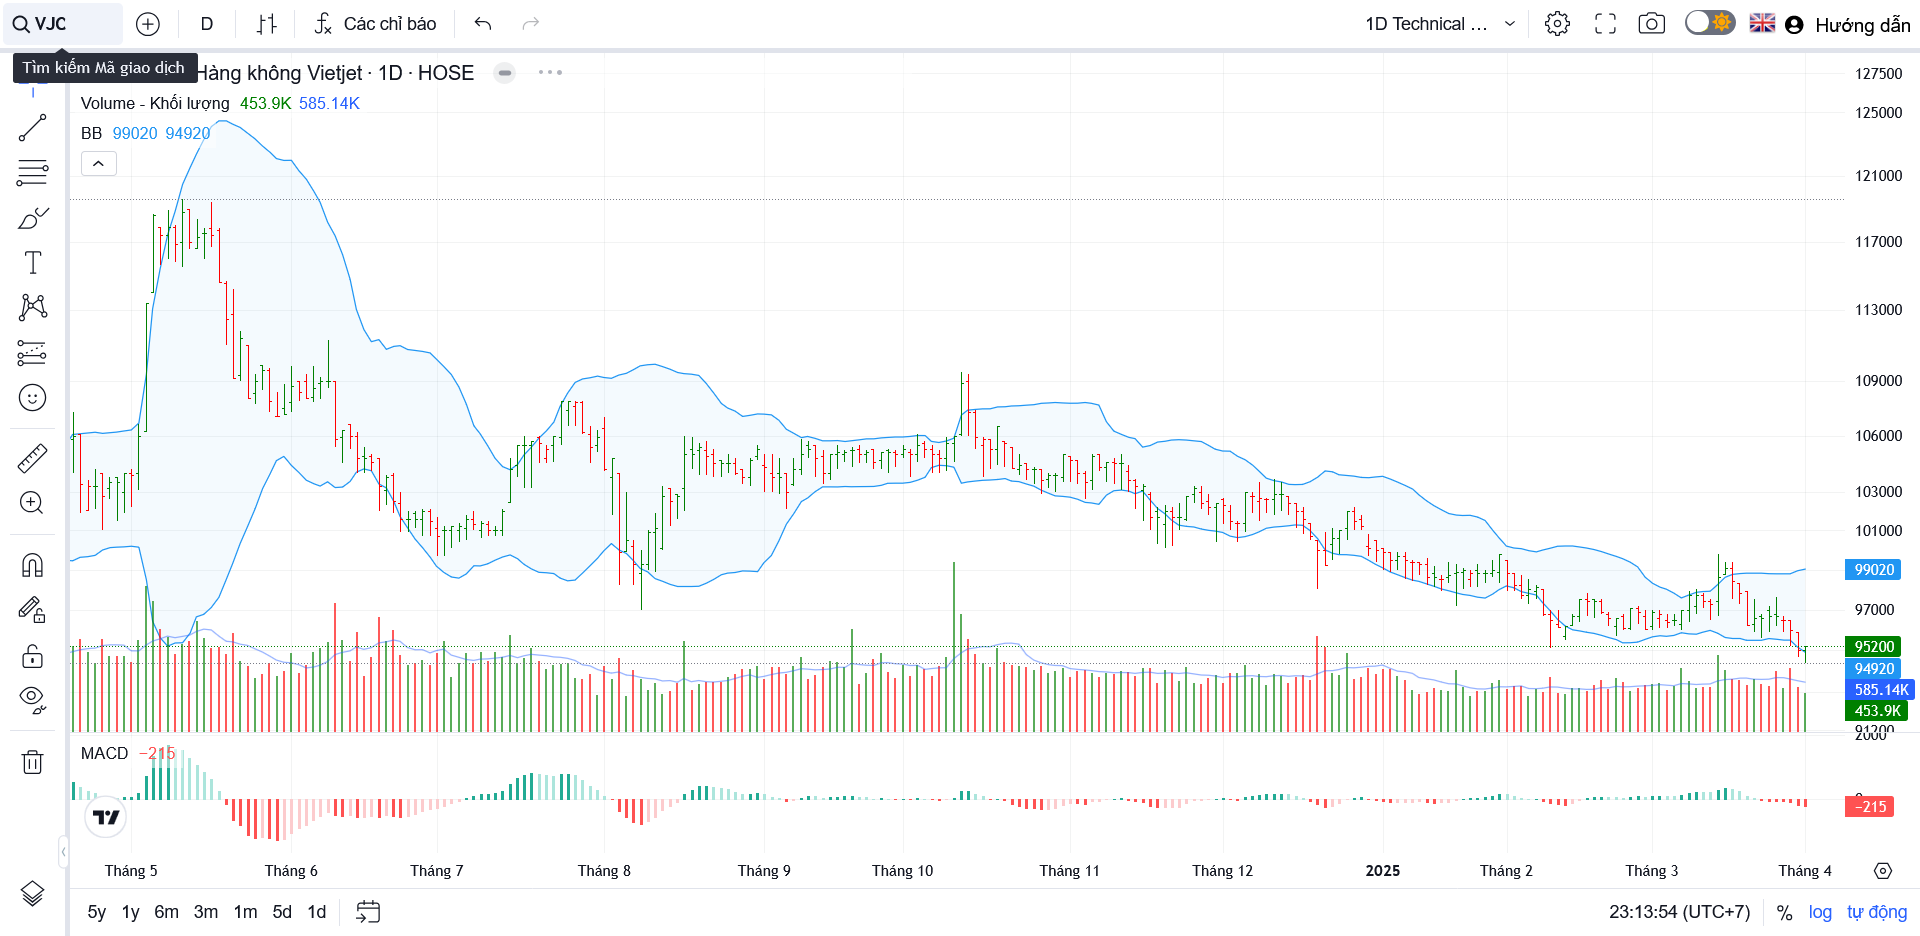 VJC
D
Các chỉ báo
1D Technical ...
Hướng dẫn
Tìm kiếm Mã giao dịch
Hàng không Vietjet · 1D · HOSE
Volume - Khối lượng 453.9K 585.14K
BB 99020 94920
127500
125000
121000
117000
113000
109000
106000
103000
101000
99020
97000
95200
94920
585.14K
453.9K
91200
2000
MACD −215
0
−215
Tháng 5
Tháng 6
Tháng 7
Tháng 8
Tháng 9
Tháng 10
Tháng 11
Tháng 12
2025
Tháng 2
Tháng 3
Tháng 4
5y 1y 6m 3m 1m 5d 1d
23:13:54 (UTC+7)
%
log
tự động